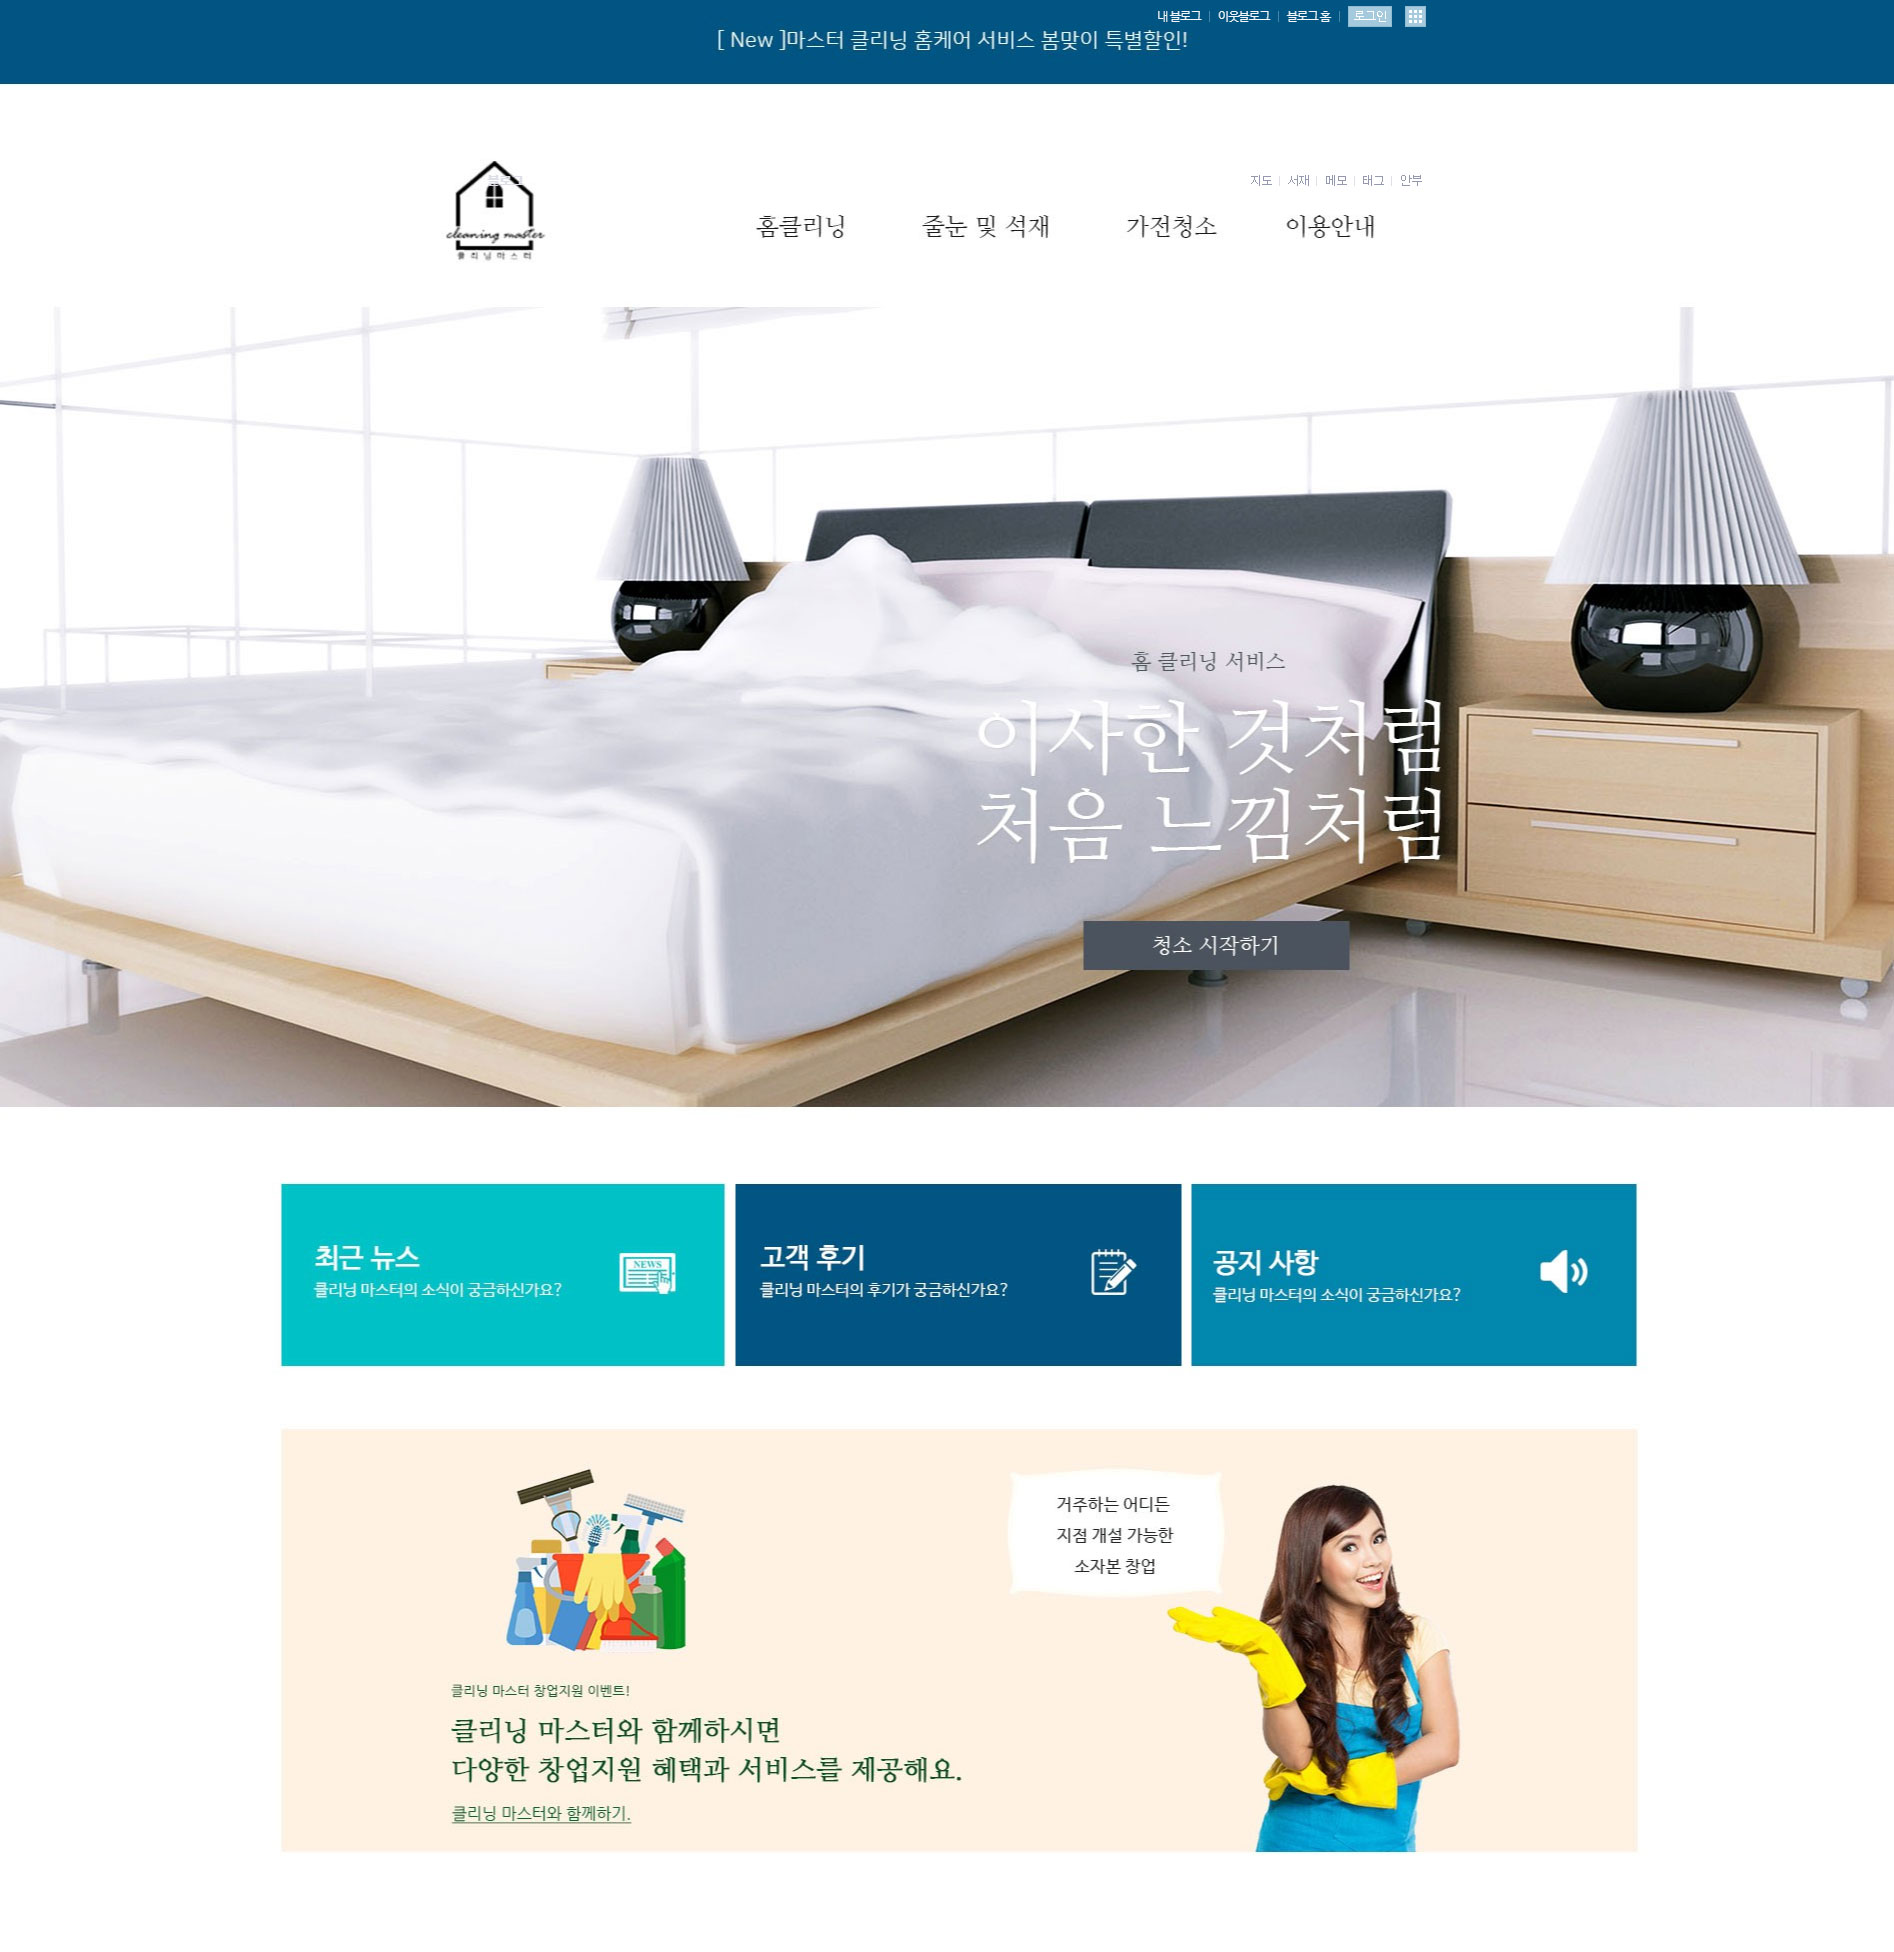 내 블로그 | 이웃블로그 | 블로그 홈 | 로그인
[ New ]마스터 클리닝 홈케어 서비스 봄맞이 특별할인!
블로그
지도 | 서재 | 메모 | 태그 | 안부
cleaning master
클리닝마스터
홈클리닝 줄눈 및 석재 가전청소 이용안내
홈 클리닝 서비스
이사한 것처럼
처음 느낌처럼
청소 시작하기
최근 뉴스
클리닝 마스터의 소식이 궁금하신가요?
NEWS
고객 후기
클리닝 마스터의 후기가 궁금하신가요?
공지 사항
클리닝 마스터의 소식이 궁금하신가요?
거주하는 어디든
지점 개설 가능한
소자본 창업
클리닝 마스터 창업지원 이벤트!
클리닝 마스터와 함께하시면
다양한 창업지원 혜택과 서비스를 제공해요.
클리닝 마스터와 함께하기.